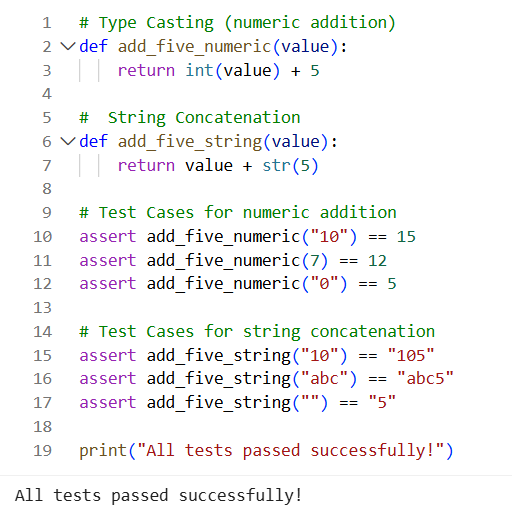 1 # Type Casting (numeric addition)
2 def add_five_numeric(value):
3     return int(value) + 5
4
5 #  String Concatenation
6 def add_five_string(value):
7     return value + str(5)
8
9 # Test Cases for numeric addition
10 assert add_five_numeric("10") == 15
11 assert add_five_numeric(7) == 12
12 assert add_five_numeric("0") == 5
13
14 # Test Cases for string concatenation
15 assert add_five_string("10") == "105"
16 assert add_five_string("abc") == "abc5"
17 assert add_five_string("") == "5"
18
19 print("All tests passed successfully!")
All tests passed successfully!